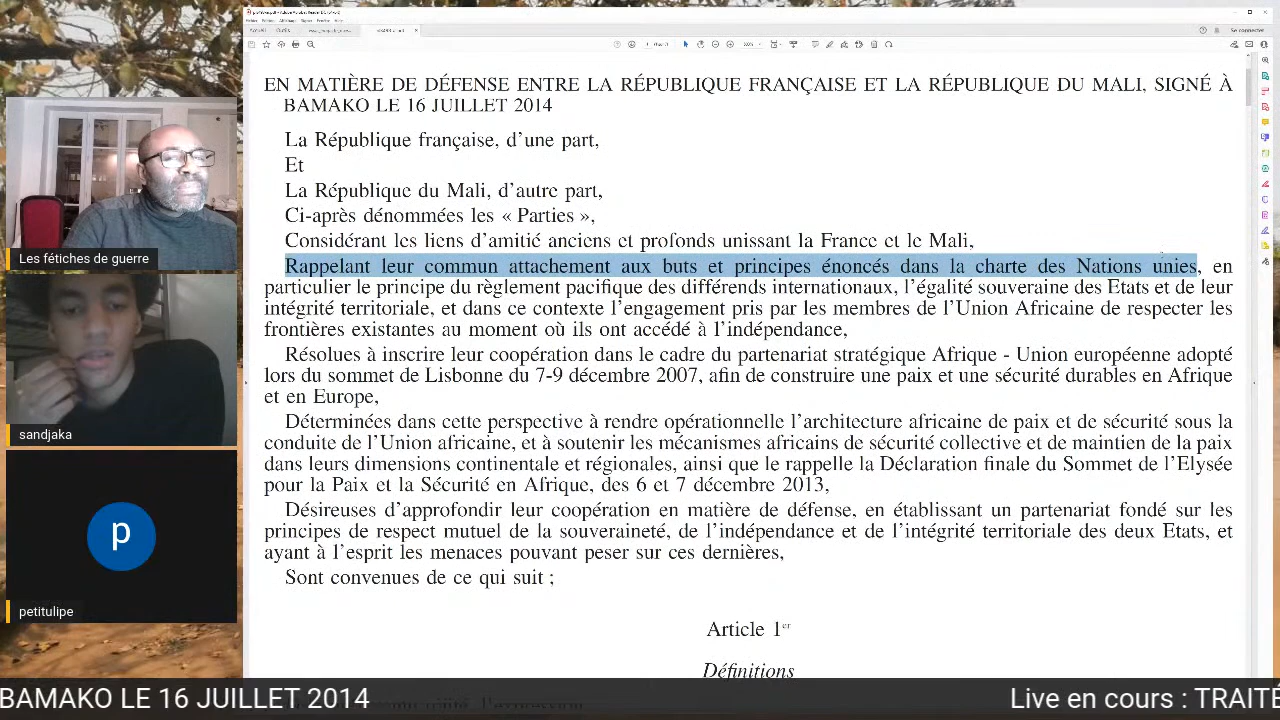 Accueil
Outils
Se connecter
EN MATIÈRE DE DÉFENSE ENTRE LA RÉPUBLIQUE FRANÇAISE ET LA RÉPUBLIQUE DU MALI, SIGNÉ À
BAMAKO LE 16 JUILLET 2014
La République française, d’une part,
Et
La République du Mali, d’autre part,
Ci-après dénommées les « Parties »,
Considérant les liens d’amitié anciens et profonds unissant la France et le Mali,
Rappelant leur commun attachement aux buts et principes énoncés dans la charte des Nations unies, en
particulier le principe du règlement pacifique des différends internationaux, l’égalité souveraine des Etats et de leur
intégrité territoriale, et dans ce contexte l’engagement pris par les membres de l’Union Africaine de respecter les
frontières existantes au moment où ils ont accédé à l’indépendance,
Résolues à inscrire leur coopération dans le cadre du partenariat stratégique Afrique - Union européenne adopté
lors du sommet de Lisbonne du 7-9 décembre 2007, afin de construire une paix et une sécurité durables en Afrique
et en Europe,
Déterminées dans cette perspective à rendre opérationnelle l’architecture africaine de paix et de sécurité sous la
conduite de l’Union africaine, et à soutenir les mécanismes africains de sécurité collective et de maintien de la paix
dans leurs dimensions continentale et régionales, ainsi que le rappelle la Déclaration finale du Sommet de l’Elysée
pour la Paix et la Sécurité en Afrique, des 6 et 7 décembre 2013,
Désireuses d’approfondir leur coopération en matière de défense, en établissant un partenariat fondé sur les
principes de respect mutuel de la souveraineté, de l’indépendance et de l’intégrité territoriale des deux Etats, et
ayant à l’esprit les menaces pouvant peser sur ces dernières,
Sont convenues de ce qui suit ;
Article 1er
Définitions
Les fétiches de guerre
sandjaka
p
petitulipe
BAMAKO LE 16 JUILLET 2014
Live en cours : TRAITÉ